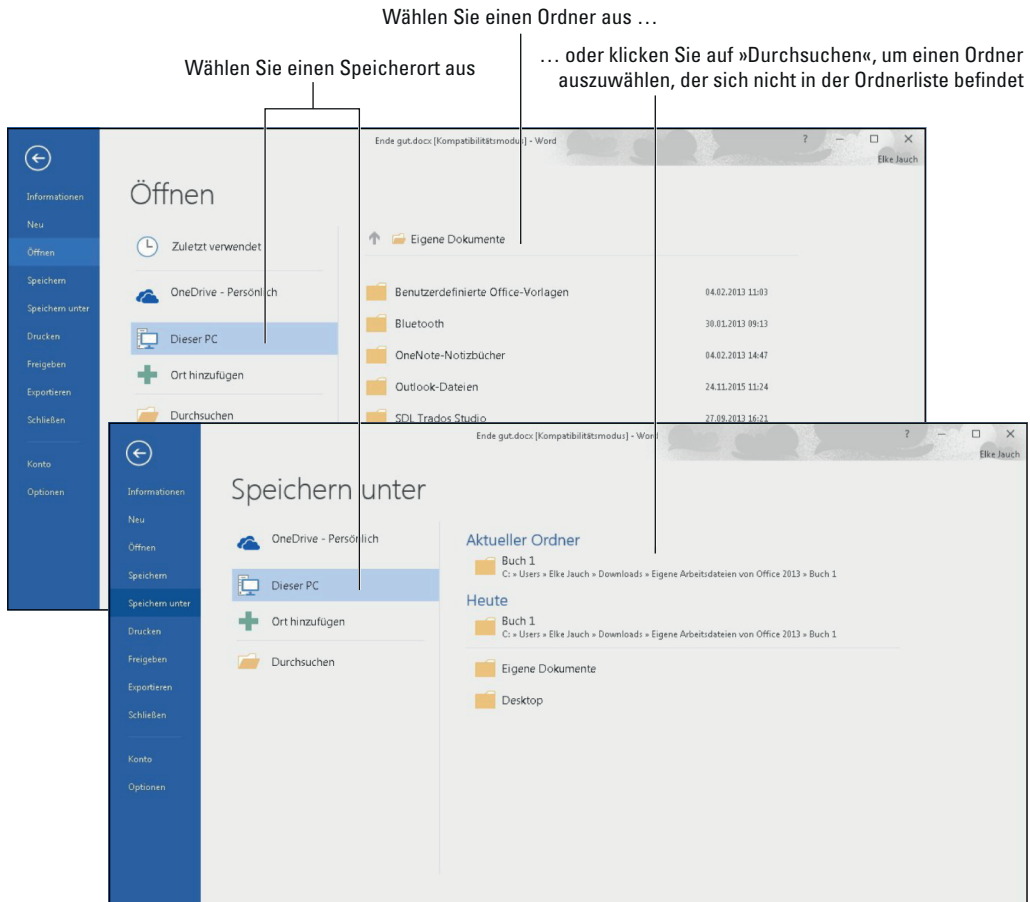 Wählen Sie einen Ordner aus …
… oder klicken Sie auf »Durchsuchen«, um einen Ordner
auszuwählen, der sich nicht in der Ordnerliste befindet
Wählen Sie einen Speicherort aus
Ende gut.docx [Kompatibilitätsmodus] - Word
?
Elke Jauch
Informationen
Neu
Öffnen
Speichern
Speichern unter
Drucken
Freigeben
Exportieren
Schließen
Konto
Optionen
Öffnen
Zuletzt verwendet
OneDrive - Persönlich
Dieser PC
Ort hinzufügen
Durchsuchen
Eigene Dokumente
Benutzerdefinierte Office-Vorlagen 04.02.2013 11:03
Bluetooth 30.01.2013 09:13
OneNote-Notizbücher 04.02.2013 14:47
Outlook-Dateien 24.11.2015 11:24
SDL Trados Studio 27.09.2013 16:21
Ende gut.docx [Kompatibilitätsmodus] - Word
?
Elke Jauch
Informationen
Neu
Öffnen
Speichern
Speichern unter
Drucken
Freigeben
Exportieren
Schließen
Konto
Optionen
Speichern unter
OneDrive - Persönlich
Dieser PC
Ort hinzufügen
Durchsuchen
Aktueller Ordner
Buch 1
C: » Users » Elke Jauch » Downloads » Eigene Arbeitsdateien von Office 2013 » Buch 1
Heute
Buch 1
C: » Users » Elke Jauch » Downloads » Eigene Arbeitsdateien von Office 2013 » Buch 1
Eigene Dokumente
Desktop